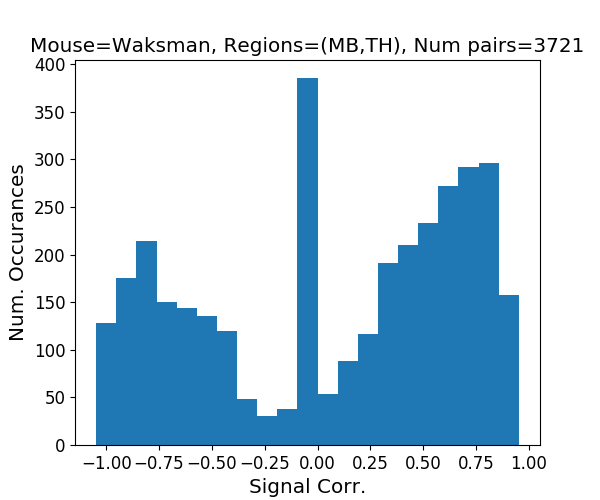 Mouse=Waksman, Regions=(MB,TH), Num pairs=3721
400
350
300
250
200
150
100
50
0
Num. Occurances
−1.00 −0.75 −0.50 −0.25 0.00 0.25 0.50 0.75 1.00
Signal Corr.